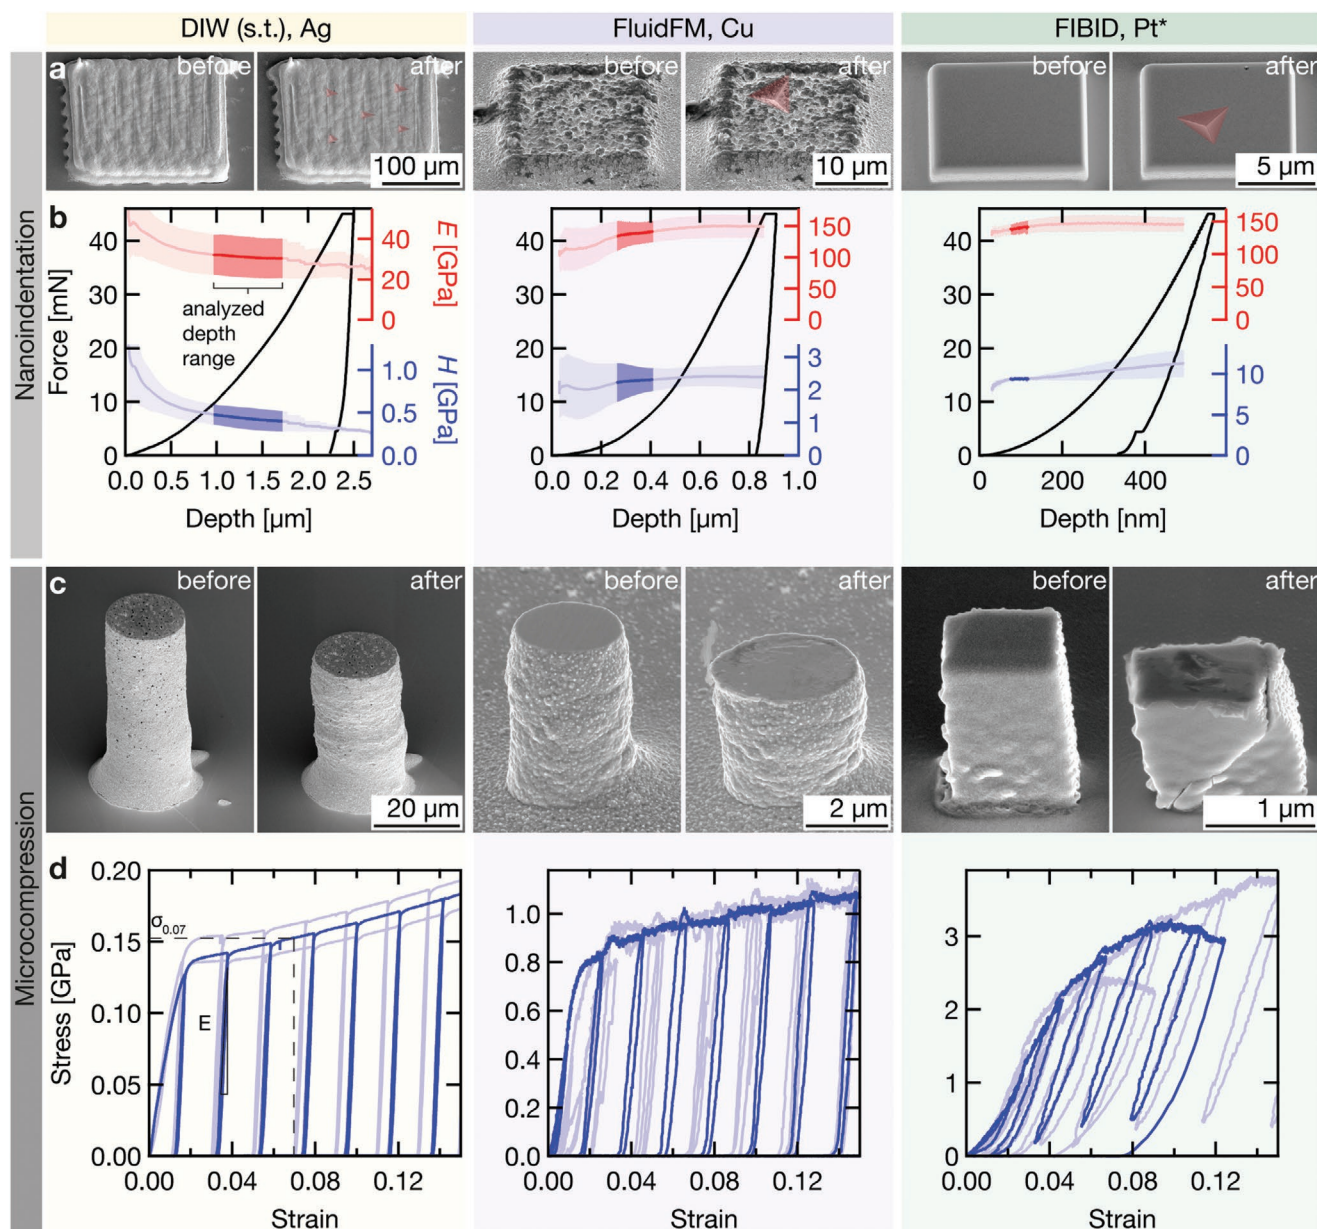 DIW (s.t.), Ag
FluidFM, Cu
FIBID, Pt*
Nanoindentation
a
before
after
100 µm
before
after
10 µm
before
after
5 µm
b
Force [mN]
40
30
20
10
0
0.0 0.5 1.0 1.5 2.0 2.5
Depth [µm]
analyzed
depth
range
E [GPa]
40
20
0
H [GPa]
1.0
0.5
0.0
40
30
20
10
0
0.0 0.2 0.4 0.6 0.8 1.0
Depth [µm]
150
100
50
0
3
2
1
0
40
30
20
10
0
0 200 400
Depth [nm]
150
100
50
0
10
5
0
Microcompression
c
before
after
20 µm
before
after
2 µm
before
after
1 µm
d
Stress [GPa]
0.20
0.15
0.10
0.05
0.00
σ0.07
E
0.00 0.04 0.08 0.12
Strain
1.0
0.8
0.6
0.4
0.2
0.0
0.00 0.04 0.08 0.12
Strain
3
2
1
0
0.00 0.04 0.08 0.12
Strain